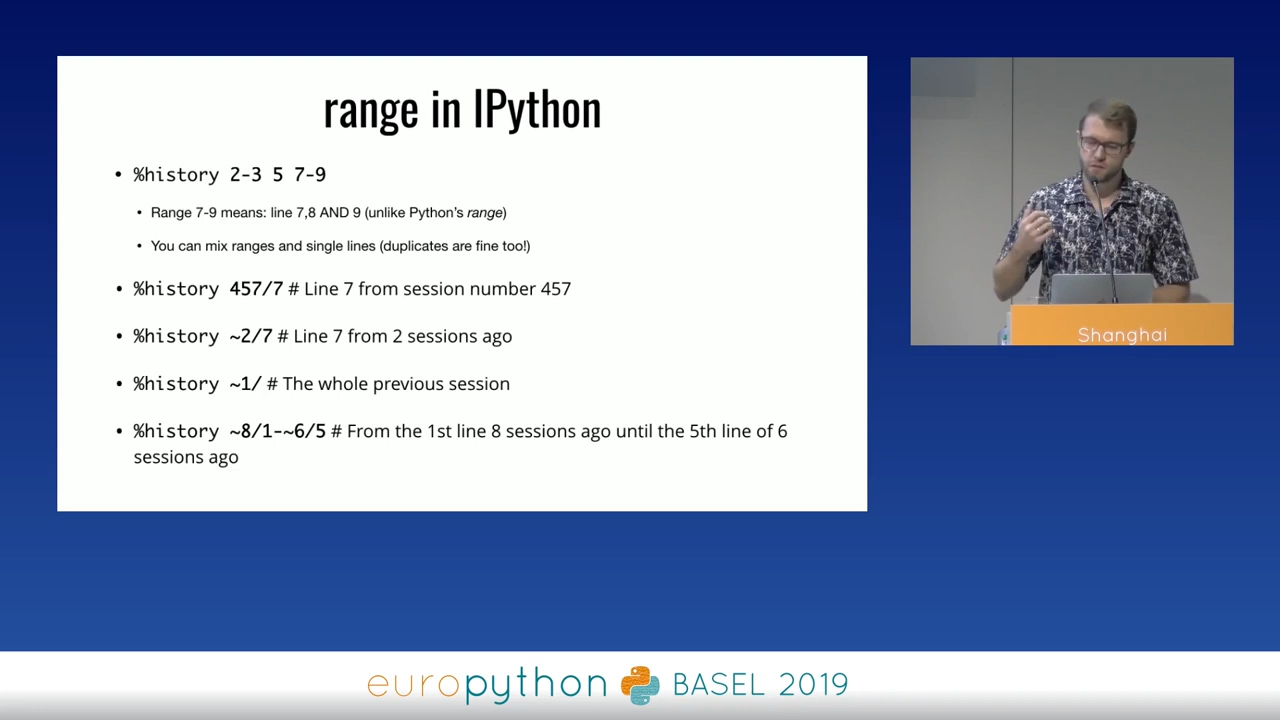 range in IPython
• %history 2-3 5 7-9
• Range 7-9 means: line 7,8 AND 9 (unlike Python's range)
• You can mix ranges and single lines (duplicates are fine too!)
• %history 457/7 # Line 7 from session number 457
• %history ~2/7 # Line 7 from 2 sessions ago
• %history ~1/ # The whole previous session
• %history ~8/1-~6/5 # From the 1st line 8 sessions ago until the 5th line of 6
sessions ago
Shanghai
europython BASEL 2019